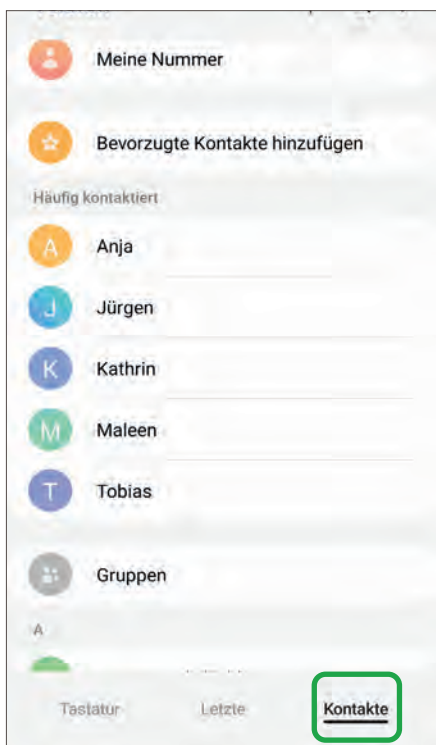 Meine Nummer
Bevorzugte Kontakte hinzufügen
Häufig kontaktiert
A Anja
J Jürgen
K Kathrin
M Maleen
T Tobias
Gruppen
A
Tastatur Letzte Kontakte